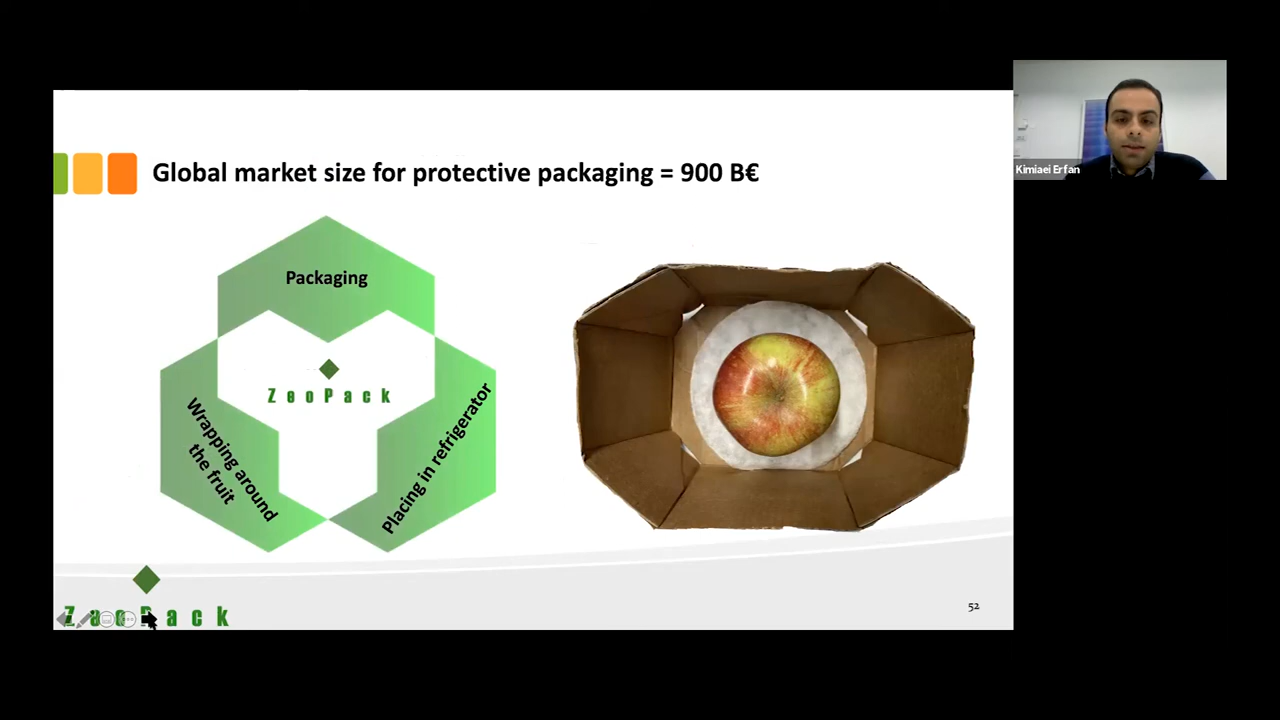 Global market size for protective packaging = 900 B€
Kimiaei Erfan
Packaging
ZeoPack
Wrapping around
the fruit
Placing in refrigerator
ZeoPack
52